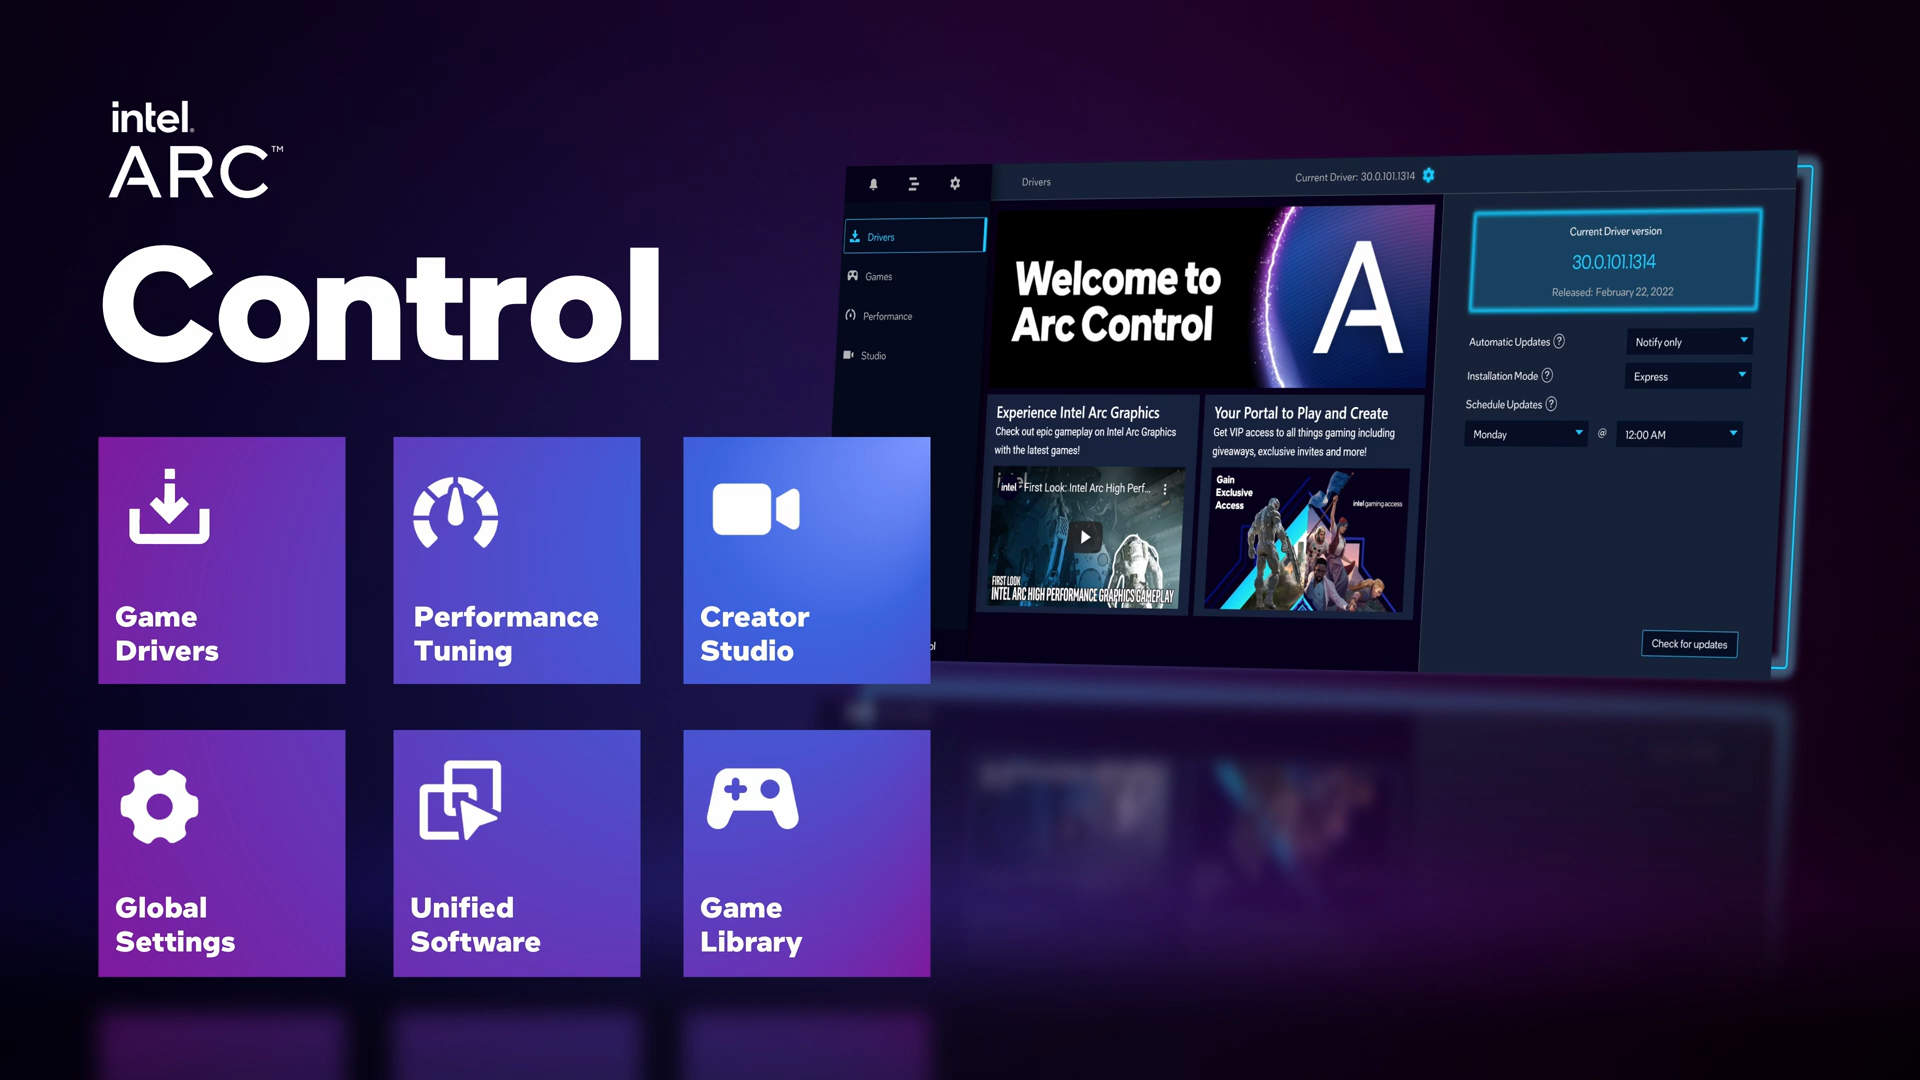 intel.
ARC™
Control
Game
Drivers
Performance
Tuning
Creator
Studio
Global
Settings
Unified
Software
Game
Library
Drivers
Current Driver: 30.0.101.1314
Drivers
Games
Performance
Studio
Welcome to
Arc Control
A
Experience Intel Arc Graphics
Check out epic gameplay on Intel Arc Graphics
with the latest games!
intel
First Look: Intel Arc High Perf...
FIRST LOOK
INTEL ARC HIGH PERFORMANCE GRAPHICS GAMEPLAY
Your Portal to Play and Create
Get VIP access to all things gaming including
giveaways, exclusive invites and more!
Gain
Exclusive
Access
intel gaming access
Current Driver version
30.0.101.1314
Released: February 22, 2022
Automatic Updates ? Notify only
Installation Mode ? Express
Schedule Updates ?
Monday @ 12:00 AM
Check for updates